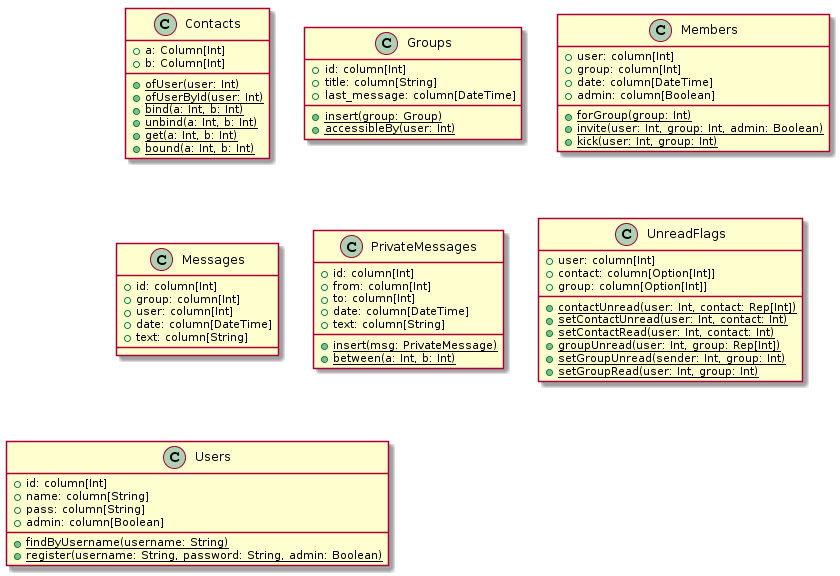 C Contacts
a: Column[Int]
b: Column[Int]
ofUser(user: Int)
ofUserById(user: Int)
bind(a: Int, b: Int)
unbind(a: Int, b: Int)
get(a: Int, b: Int)
bound(a: Int, b: Int)
C Groups
id: column[Int]
title: column[String]
last_message: column[DateTime]
insert(group: Group)
accessibleBy(user: Int)
C Members
user: column[Int]
group: column[Int]
date: column[DateTime]
admin: column[Boolean]
forGroup(group: Int)
invite(user: Int, group: Int, admin: Boolean)
kick(user: Int, group: Int)
C Messages
id: column[Int]
group: column[Int]
user: column[Int]
date: column[DateTime]
text: column[String]
C PrivateMessages
id: column[Int]
from: column[Int]
to: column[Int]
date: column[DateTime]
text: column[String]
insert(msg: PrivateMessage)
between(a: Int, b: Int)
C UnreadFlags
user: column[Int]
contact: column[Option[Int]]
group: column[Option[Int]]
contactUnread(user: Int, contact: Rep[Int])
setContactUnread(user: Int, contact: Int)
setContactRead(user: Int, contact: Int)
groupUnread(user: Int, group: Rep[Int])
setGroupUnread(sender: Int, group: Int)
setGroupRead(user: Int, group: Int)
C Users
id: column[Int]
name: column[String]
pass: column[String]
admin: column[Boolean]
findByUsername(username: String)
register(username: String, password: String, admin: Boolean)